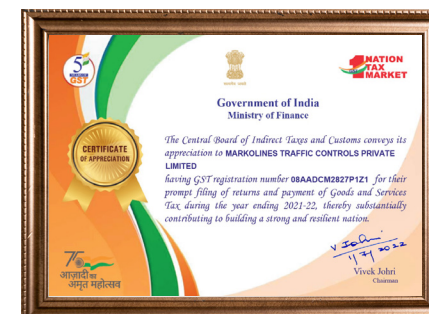 5
GST
NATION
TAX
MARKET
Government of India
Ministry of Finance
CERTIFICATE
OF APPRECIATION
The Central Board of Indirect Taxes and Customs conveys its
appreciation to MARKOLINES TRAFFIC CONTROLS PRIVATE
LIMITED
having GST registration number 08AADCM2827P1Z1 for their
prompt filing of returns and payment of Goods and Services
Tax during the year ending 2021-22, thereby substantially
contributing to building a strong and resilient nation.
V Johri
1/7/2022
Vivek Johri
Chairman
आज़ादी का
अमृत महोत्सव